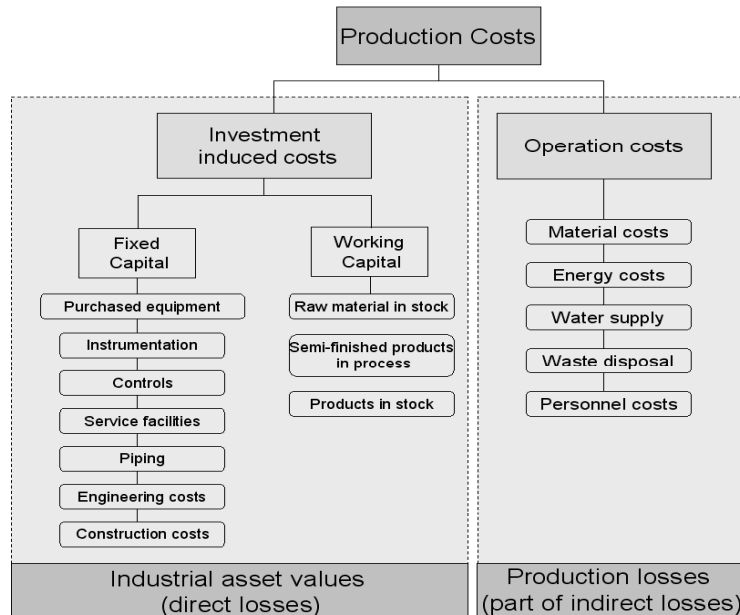 Production Costs
Investment
induced costs
Operation costs
Fixed
Capital
Working
Capital
Purchased equipment
Instrumentation
Controls
Service facilities
Piping
Engineering costs
Construction costs
Raw material in stock
Semi-finished products
in process
Products in stock
Material costs
Energy costs
Water supply
Waste disposal
Personnel costs
Industrial asset values
(direct losses)
Production losses
(part of indirect losses)